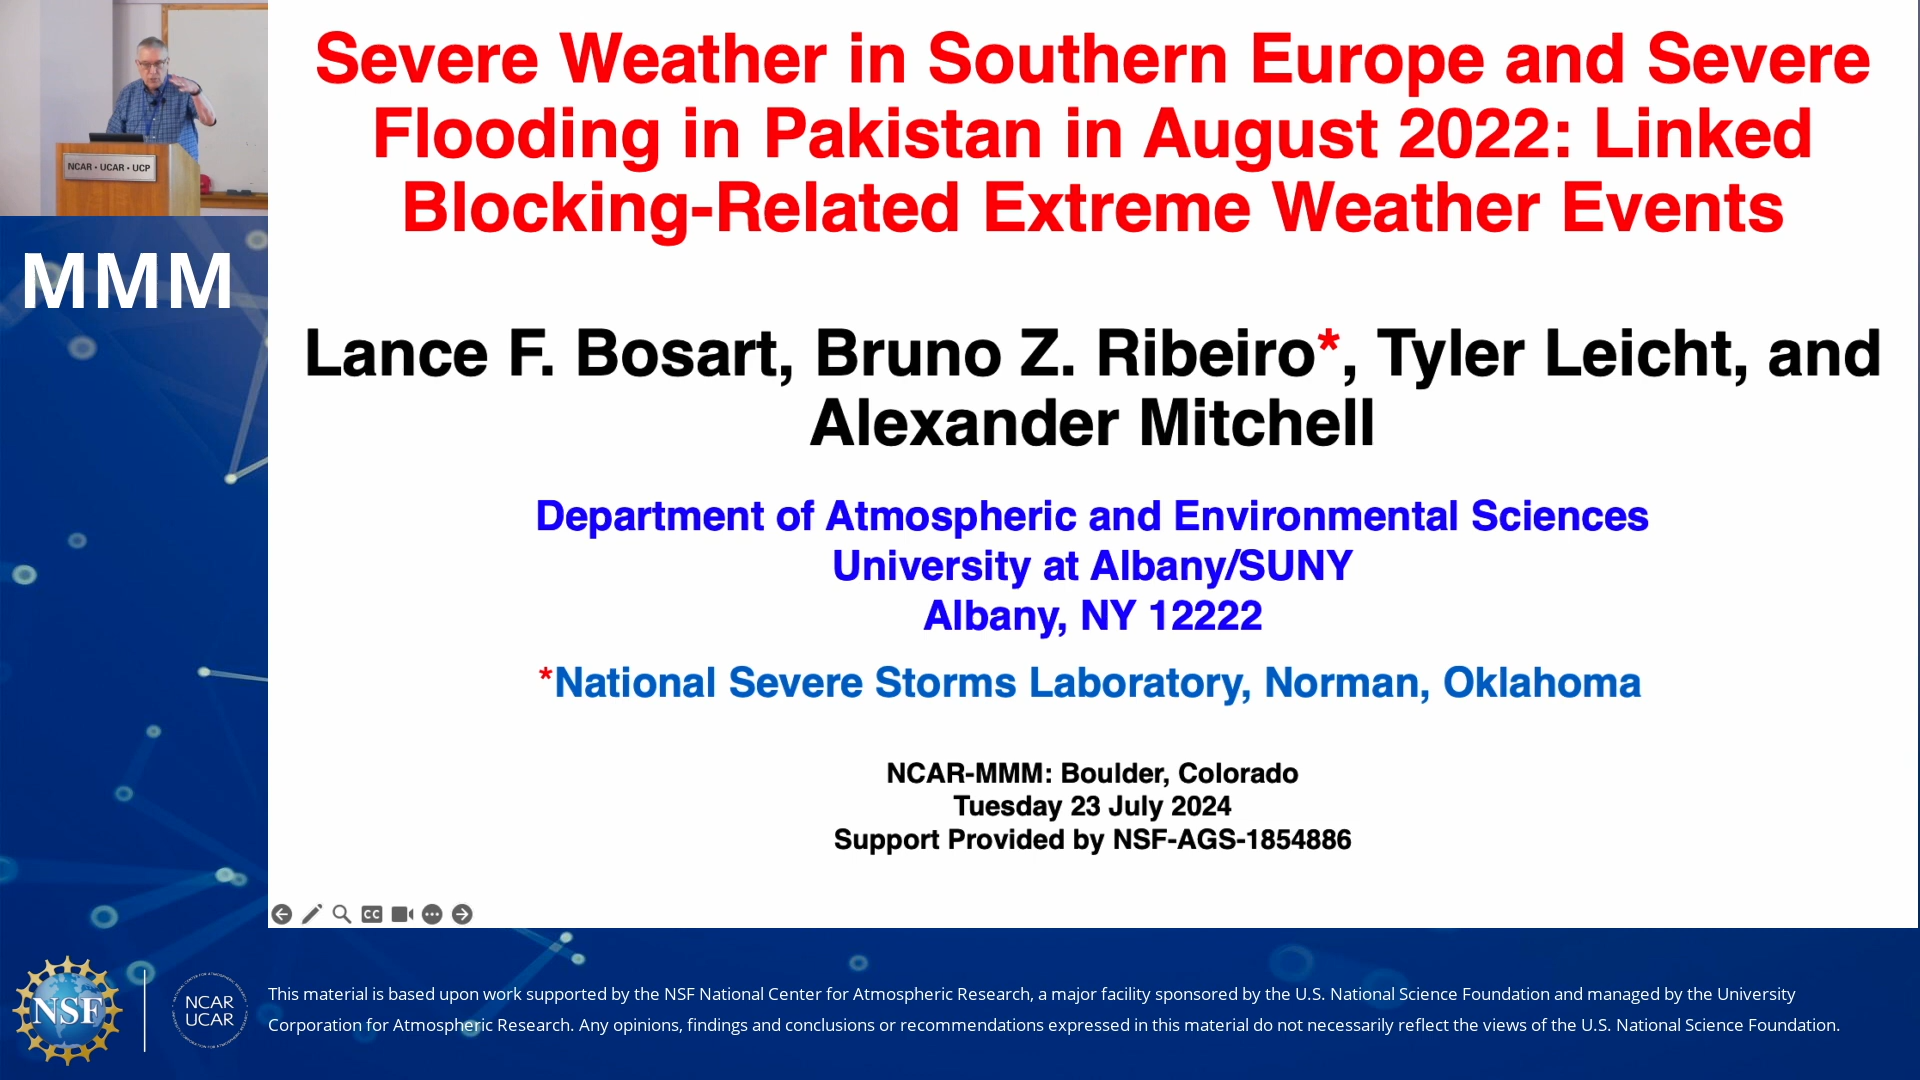 Severe Weather in Southern Europe and Severe
Flooding in Pakistan in August 2022: Linked
Blocking-Related Extreme Weather Events
Lance F. Bosart, Bruno Z. Ribeiro*, Tyler Leicht, and
Alexander Mitchell
Department of Atmospheric and Environmental Sciences
University at Albany/SUNY
Albany, NY 12222
*National Severe Storms Laboratory, Norman, Oklahoma
NCAR-MMM: Boulder, Colorado
Tuesday 23 July 2024
Support Provided by NSF-AGS-1854886
NCAR • UCAR • UCP
MMM
CC
NSF
NCAR
UCAR
This material is based upon work supported by the NSF National Center for Atmospheric Research, a major facility sponsored by the U.S. National Science Foundation and managed by the University
Corporation for Atmospheric Research. Any opinions, findings and conclusions or recommendations expressed in this material do not necessarily reflect the views of the U.S. National Science Foundation.